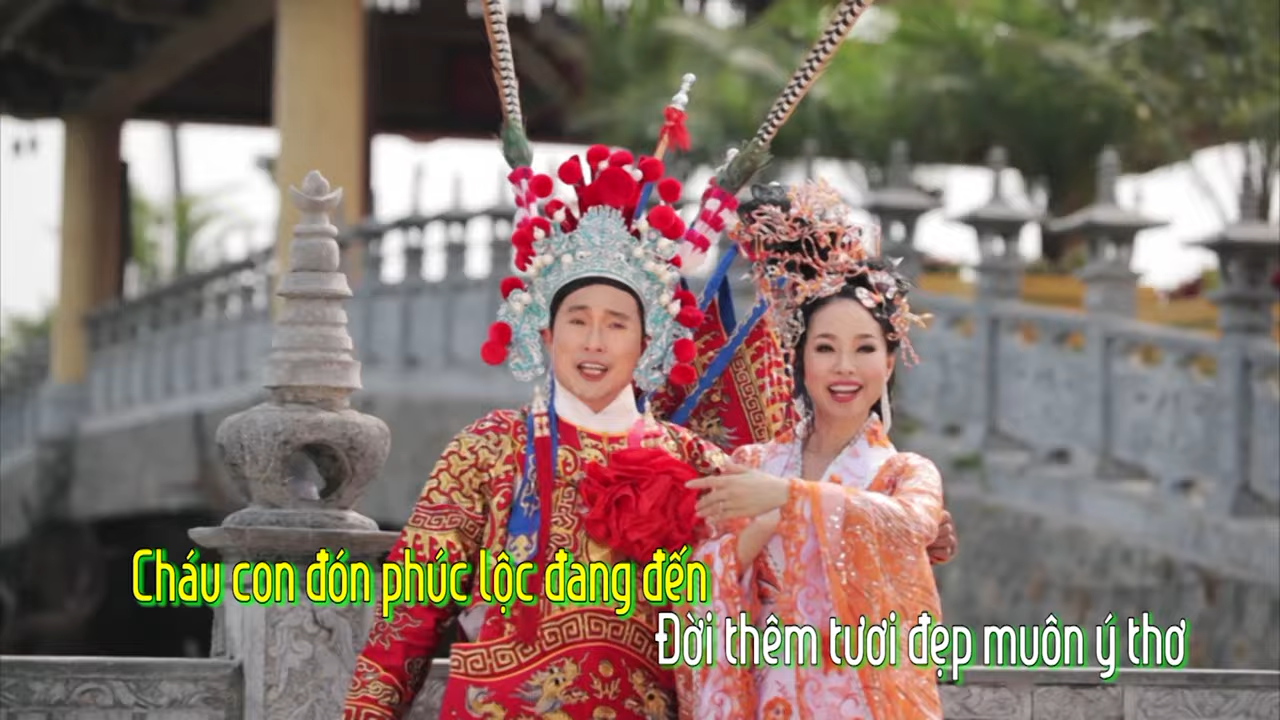 Cháu con đón phúc lộc đang đến
Đời thêm tươi đẹp muôn ý thơ